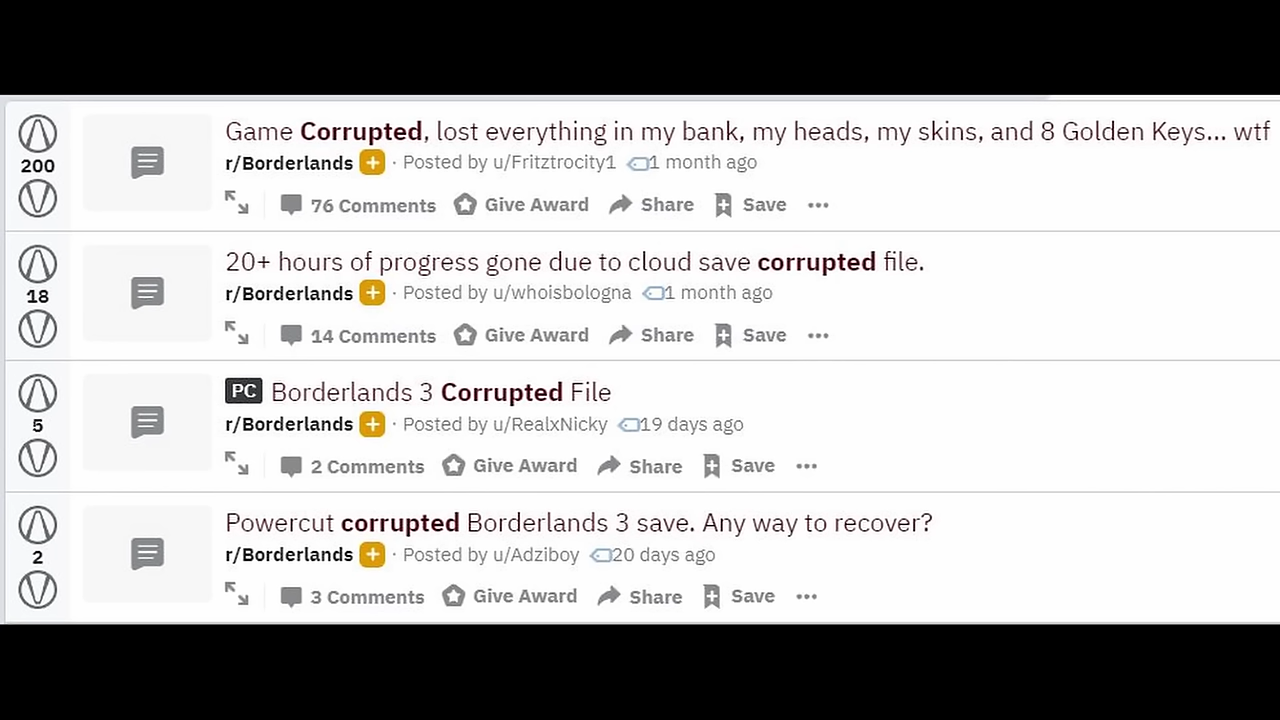 Game Corrupted, lost everything in my bank, my heads, my skins, and 8 Golden Keys... wtf
200
r/Borderlands · Posted by u/Fritztrocity1 1 month ago
76 Comments Give Award Share Save ...
20+ hours of progress gone due to cloud save corrupted file.
18
r/Borderlands · Posted by u/whoisbologna 1 month ago
14 Comments Give Award Share Save ...
PC Borderlands 3 Corrupted File
5
r/Borderlands · Posted by u/RealxNicky 19 days ago
2 Comments Give Award Share Save ...
Powercut corrupted Borderlands 3 save. Any way to recover?
2
r/Borderlands · Posted by u/Adziboy 20 days ago
3 Comments Give Award Share Save ...